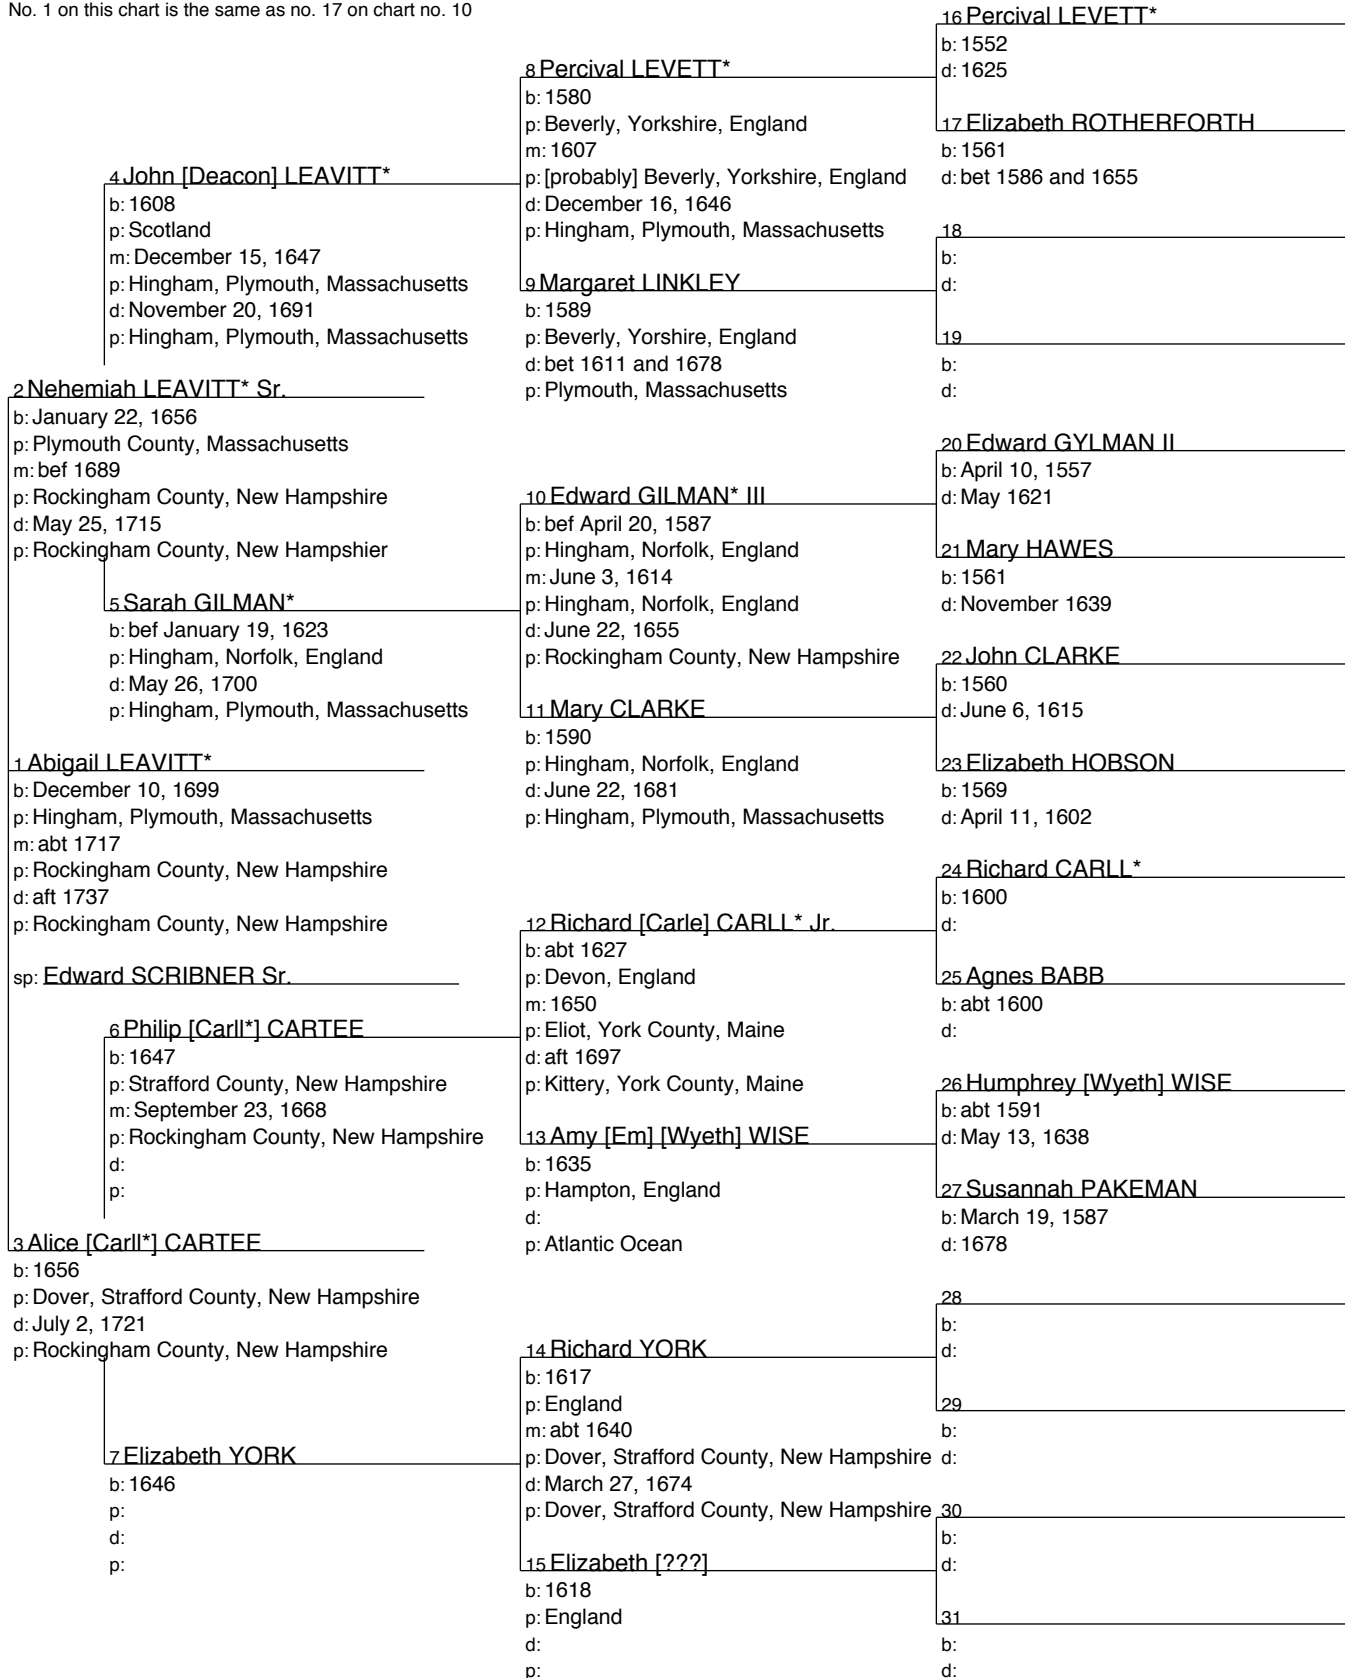 No. 1 on this chart is the same as no. 17 on chart no. 10
16 Percival LEVETT*
b: 1552
d: 1625
8 Percival LEVETT*
b: 1580
p: Beverly, Yorkshire, England
m: 1607
p: [probably] Beverly, Yorkshire, England
d: December 16, 1646
p: Hingham, Plymouth, Massachusetts
17 Elizabeth ROTHERFORTH
b: 1561
d: bet 1586 and 1655
4 John [Deacon] LEAVITT*
b: 1608
p: Scotland
m: December 15, 1647
p: Hingham, Plymouth, Massachusetts
d: November 20, 1691
p: Hingham, Plymouth, Massachusetts
18
b:
d:
9 Margaret LINKLEY
b: 1589
p: Beverly, Yorshire, England
d: bet 1611 and 1678
p: Plymouth, Massachusetts
19
b:
d:
2 Nehemiah LEAVITT* Sr.
b: January 22, 1656
p: Plymouth County, Massachusetts
m: bef 1689
p: Rockingham County, New Hampshire
d: May 25, 1715
p: Rockingham County, New Hampshier
20 Edward GYLMAN II
b: April 10, 1557
d: May 1621
10 Edward GILMAN* III
b: bef April 20, 1587
p: Hingham, Norfolk, England
m: June 3, 1614
p: Hingham, Norfolk, England
d: June 22, 1655
p: Rockingham County, New Hampshire
21 Mary HAWES
b: 1561
d: November 1639
5 Sarah GILMAN*
b: bef January 19, 1623
p: Hingham, Norfolk, England
d: May 26, 1700
p: Hingham, Plymouth, Massachusetts
22 John CLARKE
b: 1560
d: June 6, 1615
11 Mary CLARKE
b: 1590
p: Hingham, Norfolk, England
d: June 22, 1681
p: Hingham, Plymouth, Massachusetts
23 Elizabeth HOBSON
b: 1569
d: April 11, 1602
1 Abigail LEAVITT*
b: December 10, 1699
p: Hingham, Plymouth, Massachusetts
m: abt 1717
p: Rockingham County, New Hampshire
d: aft 1737
p: Rockingham County, New Hampshire
sp: Edward SCRIBNER Sr.
24 Richard CARLL*
b: 1600
d:
12 Richard [Carle] CARLL* Jr.
b: abt 1627
p: Devon, England
m: 1650
p: Eliot, York County, Maine
d: aft 1697
p: Kittery, York County, Maine
25 Agnes BABB
b: abt 1600
d:
6 Philip [Carll*] CARTEE
b: 1647
p: Strafford County, New Hampshire
m: September 23, 1668
p: Rockingham County, New Hampshire
d:
p:
26 Humphrey [Wyeth] WISE
b: abt 1591
d: May 13, 1638
13 Amy [Em] [Wyeth] WISE
b: 1635
p: Hampton, England
d:
p: Atlantic Ocean
27 Susannah PAKEMAN
b: March 19, 1587
d: 1678
3 Alice [Carll*] CARTEE
b: 1656
p: Dover, Strafford County, New Hampshire
d: July 2, 1721
p: Rockingham County, New Hampshire
28
b:
d:
14 Richard YORK
b: 1617
p: England
m: abt 1640
p: Dover, Strafford County, New Hampshire
d: March 27, 1674
p: Dover, Strafford County, New Hampshire
29
b:
d:
7 Elizabeth YORK
b: 1646
p:
d:
p:
30
b:
d:
15 Elizabeth [???]
b: 1618
p: England
d:
p:
31
b:
d: